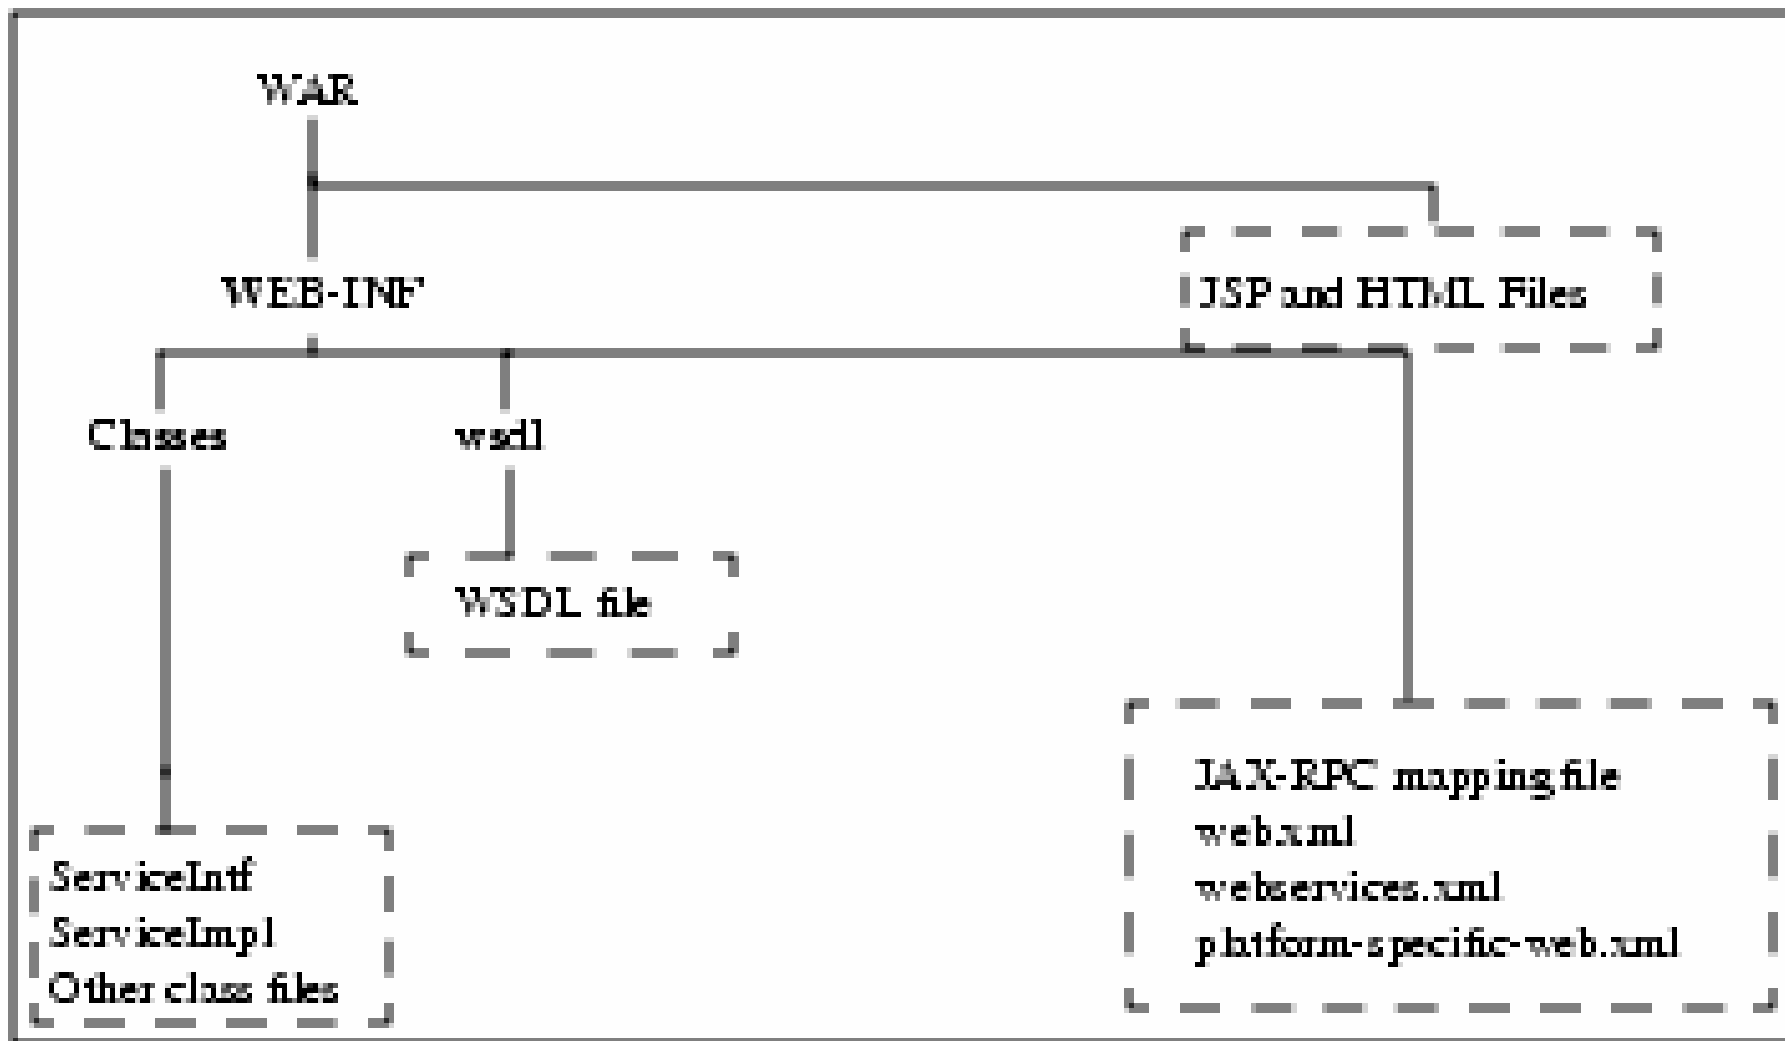 WAR
WEB-INF
JSP and HTML Files
Classes
wsdl
WSDL file
JAX-RPC mapping file
web.xml
webservices.xml
platform-specific-web.xml
ServiceIntf
ServiceImpl
Other class files